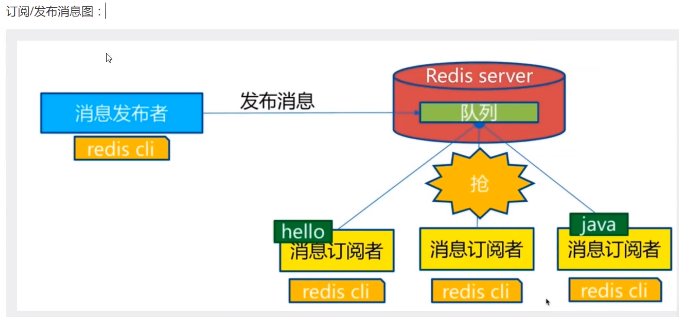 订阅/发布消息图：
Redis server
发布消息
队列
消息发布者
redis cli
抢
hello
java
消息订阅者
消息订阅者
消息订阅者
redis cli
redis cli
redis cli